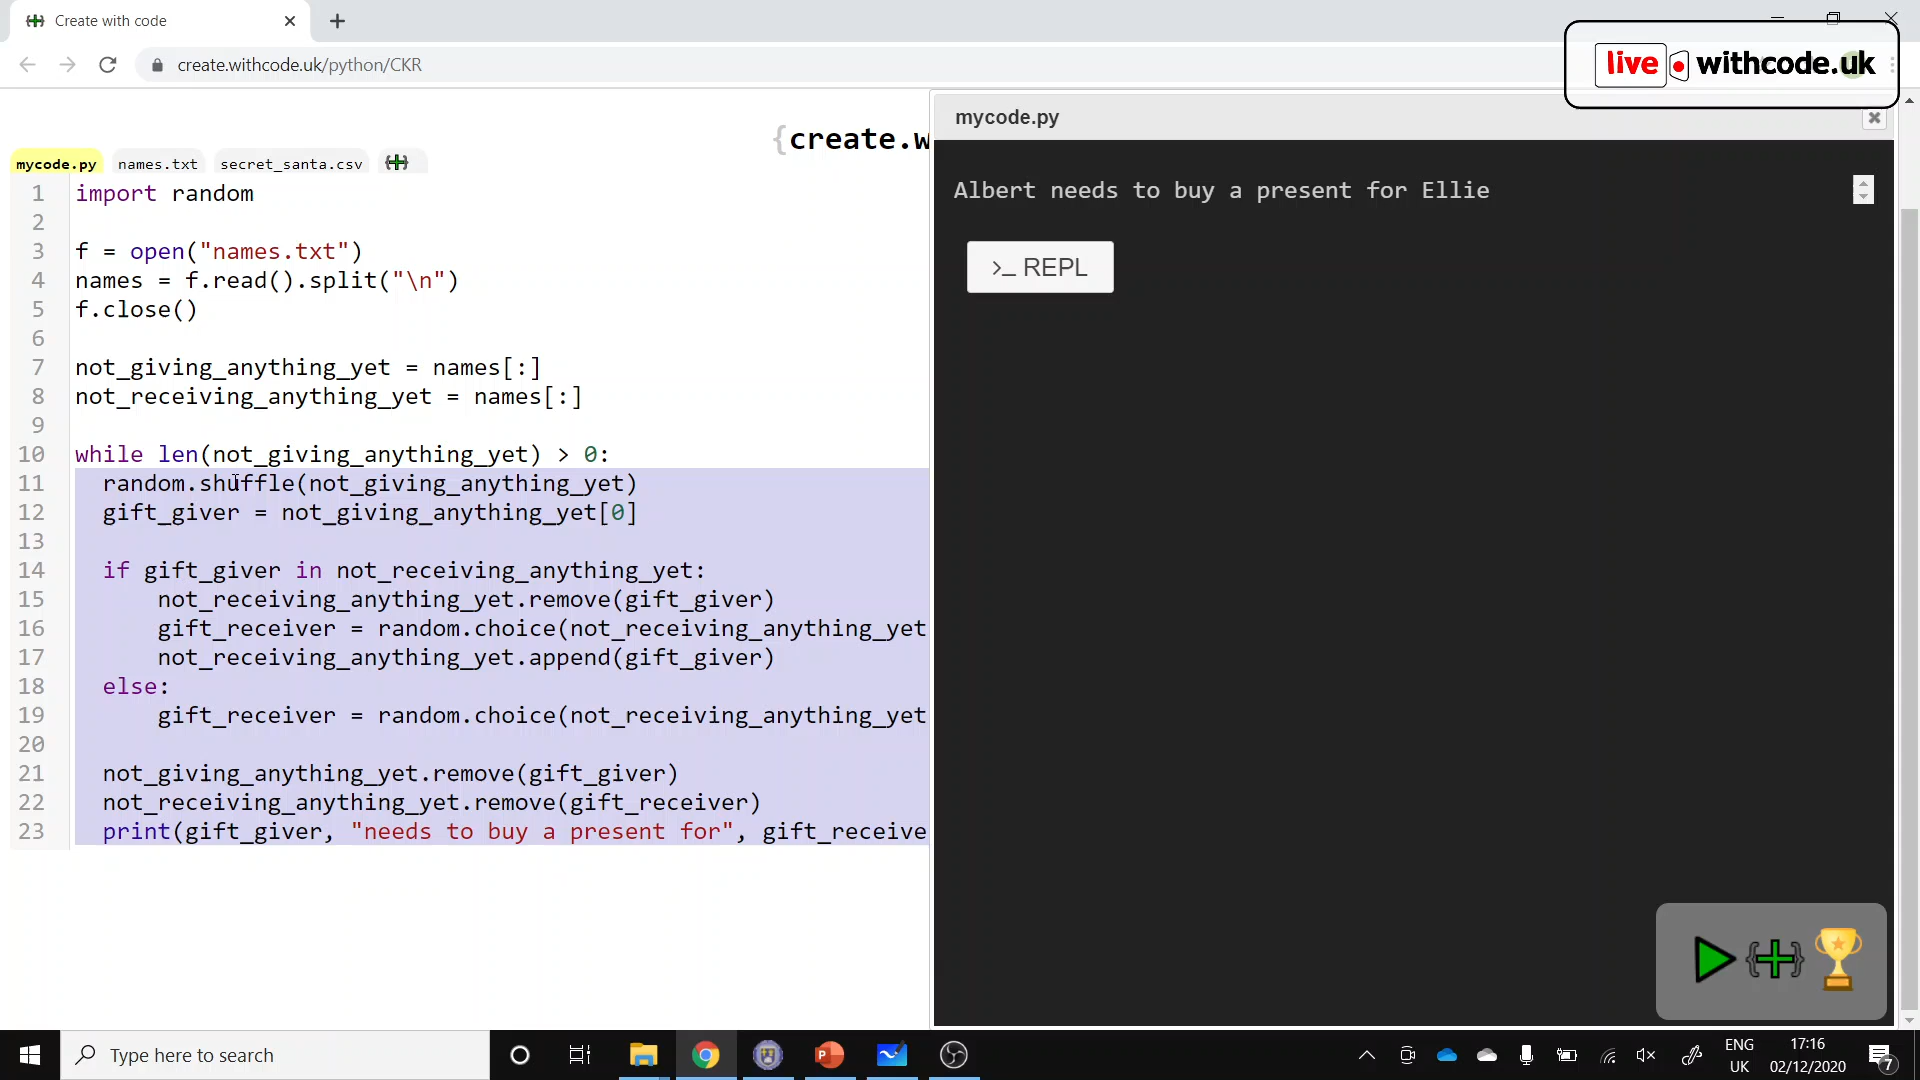 Create with code
create.withcode.uk/python/CKR
live withcode.uk
mycode.py
{create.w
mycode.py names.txt secret_santa.csv
1 import random
2
3 f = open("names.txt")
4 names = f.read().split("\n")
5 f.close()
6
7 not_giving_anything_yet = names[:]
8 not_receiving_anything_yet = names[:]
9
10 while len(not_giving_anything_yet) > 0:
11 random.shuffle(not_giving_anything_yet)
12 gift_giver = not_giving_anything_yet[0]
13
14 if gift_giver in not_receiving_anything_yet:
15 not_receiving_anything_yet.remove(gift_giver)
16 gift_receiver = random.choice(not_receiving_anything_yet
17 not_receiving_anything_yet.append(gift_giver)
18 else:
19 gift_receiver = random.choice(not_receiving_anything_yet
20
21 not_giving_anything_yet.remove(gift_giver)
22 not_receiving_anything_yet.remove(gift_receiver)
23 print(gift_giver, "needs to buy a present for", gift_receive
Albert needs to buy a present for Ellie
>_ REPL
Type here to search
ENG
UK
17:16
02/12/2020
7